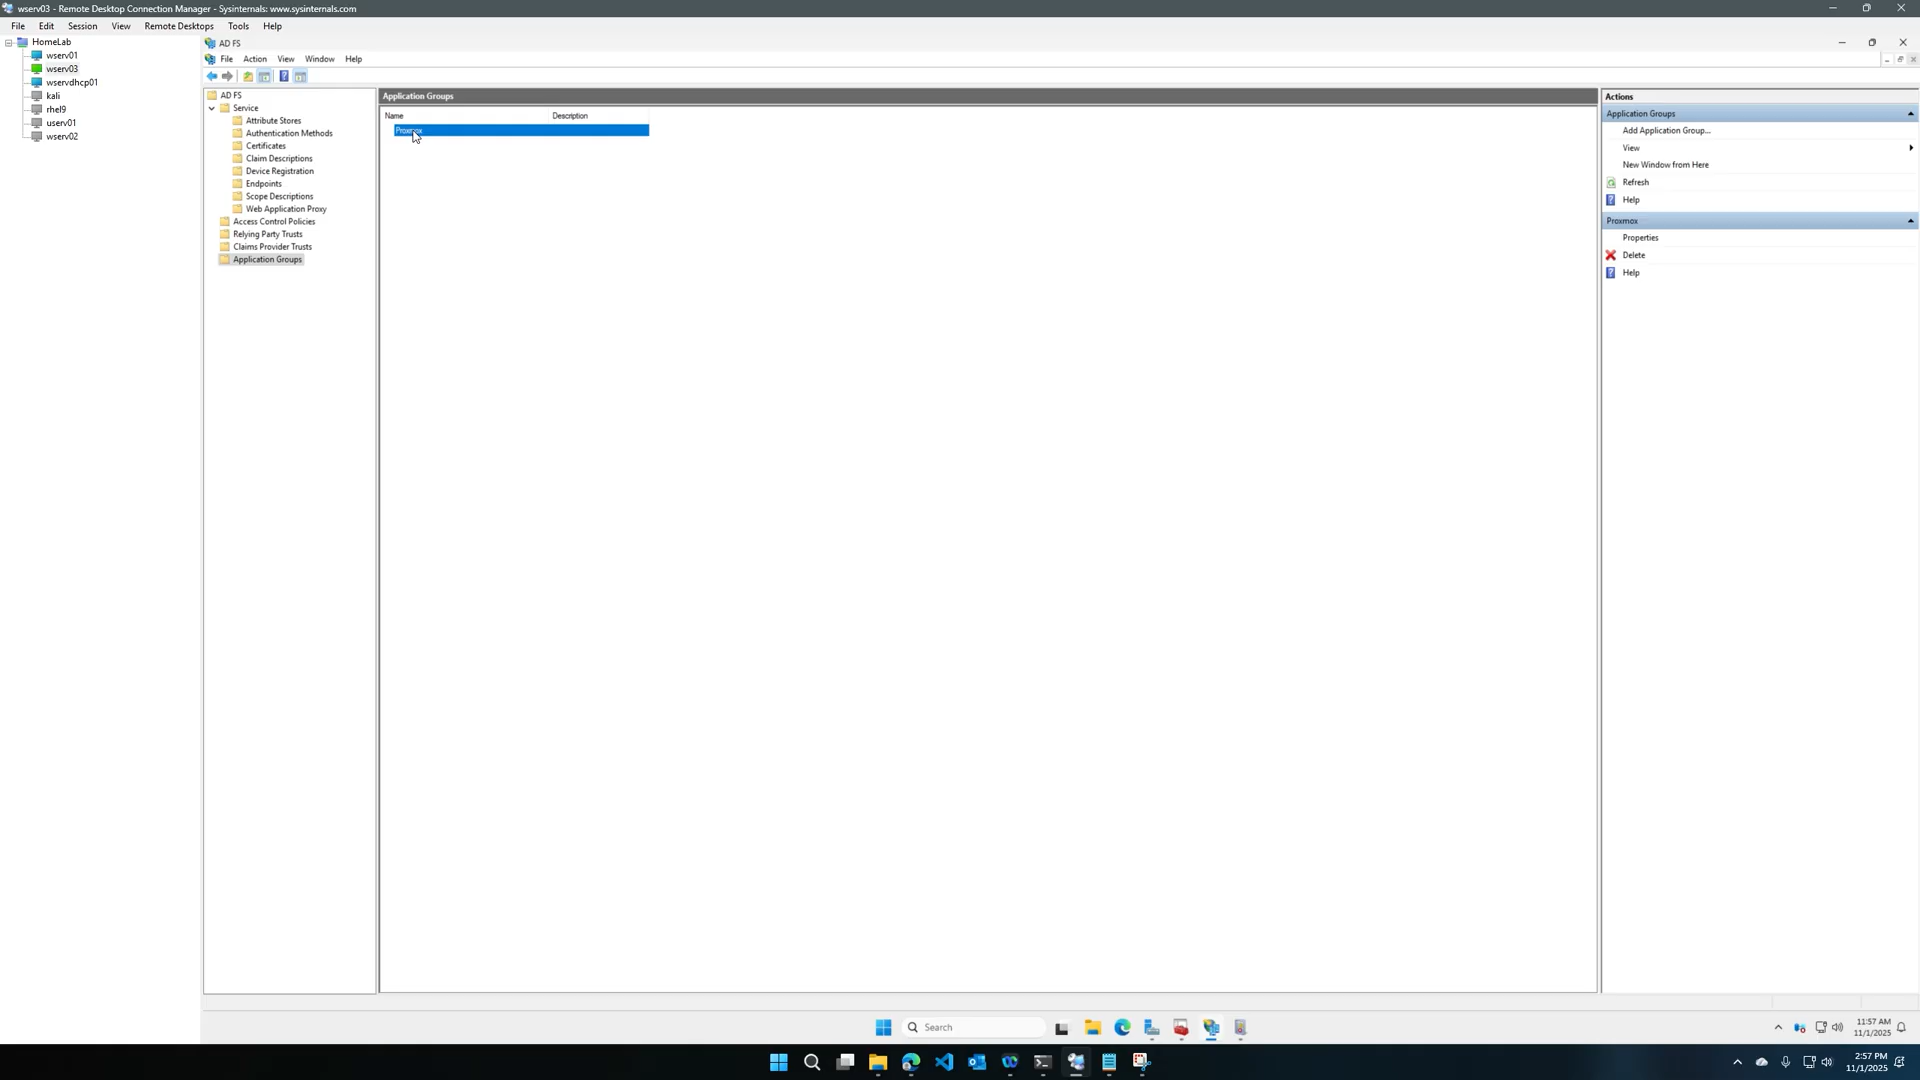 wserv03 - Remote Desktop Connection Manager - Sysinternals: www.sysinternals.com
File Edit Session View Remote Desktops Tools Help
HomeLab
wserv01
wserv03
wservdhcp01
kali
rhel9
userv01
wserv02
AD FS
File Action View Window Help
AD FS
Service
Attribute Stores
Authentication Methods
Certificates
Claim Descriptions
Device Registration
Endpoints
Scope Descriptions
Web Application Proxy
Access Control Policies
Relying Party Trusts
Claims Provider Trusts
Application Groups
Application Groups
Name Description
Proxmox
Actions
Application Groups
Add Application Group...
View
New Window from Here
Refresh
Help
Proxmox
Properties
Delete
Help
Search
11:57 AM
11/1/2025
2:57 PM
11/1/2025